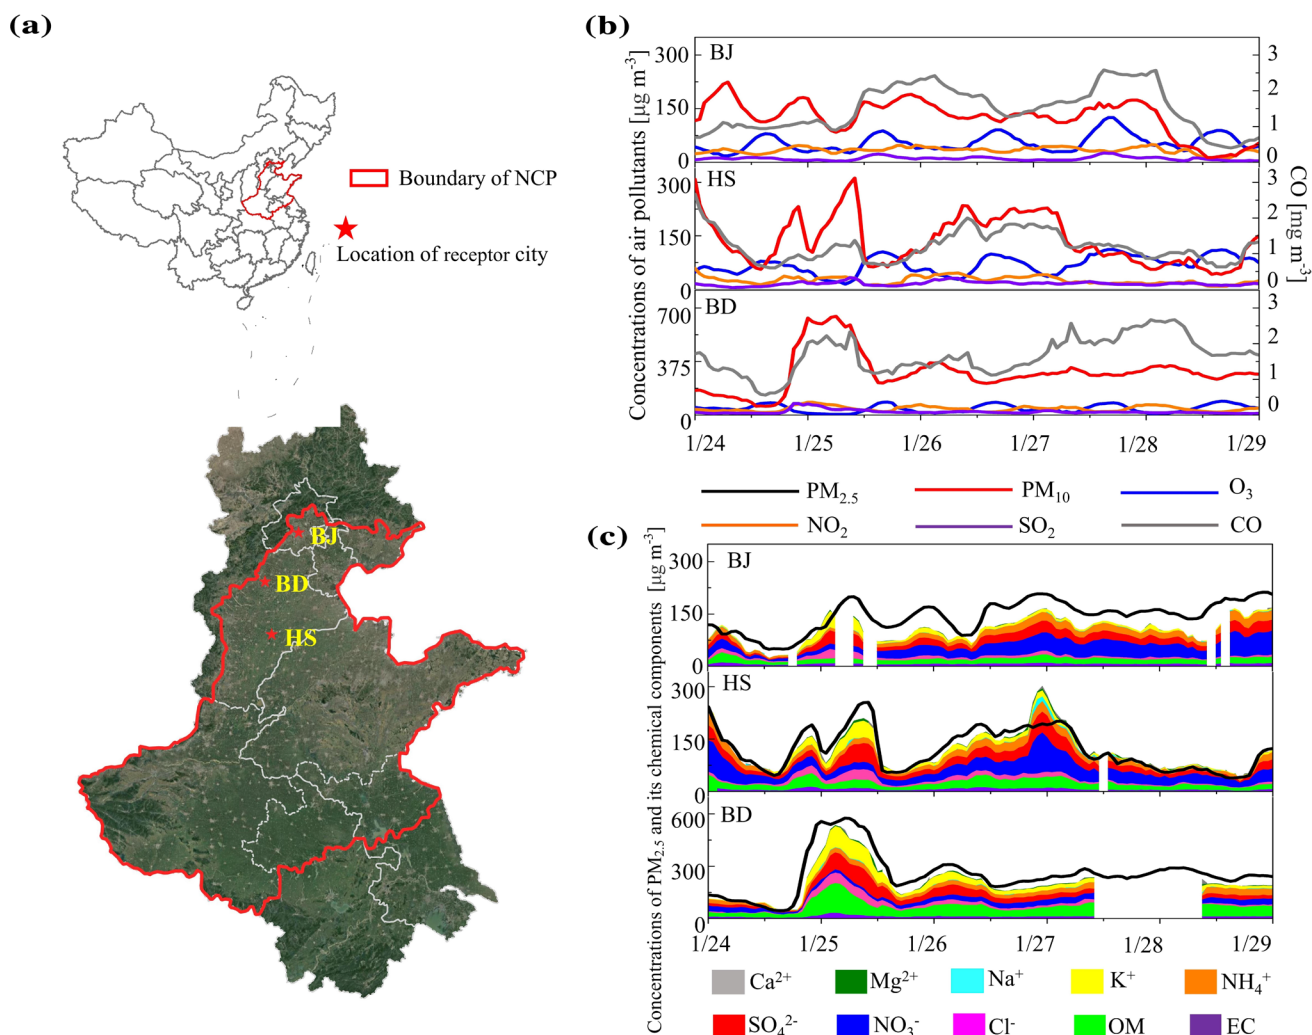 (a)
Boundary of NCP
Location of receptor city
BJ
BD
HS
(b)
Concentrations of air pollutants [μg m⁻³]
CO [mg m⁻³]
BJ
300
150
0
3
2
1
0
HS
300
150
0
3
2
1
0
BD
700
375
0
3
2
1
0
1/24 1/25 1/26 1/27 1/28 1/29
PM₂.₅ PM₁₀ O₃
NO₂ SO₂ CO
(c)
Concentrations of PM₂.₅ and its chemical components [μg m⁻³]
BJ
300
150
0
HS
300
150
0
BD
600
300
0
1/24 1/25 1/26 1/27 1/28 1/29
Ca²⁺ Mg²⁺ Na⁺ K⁺ NH₄⁺
SO₄²⁻ NO₃⁻ Cl⁻ OM EC